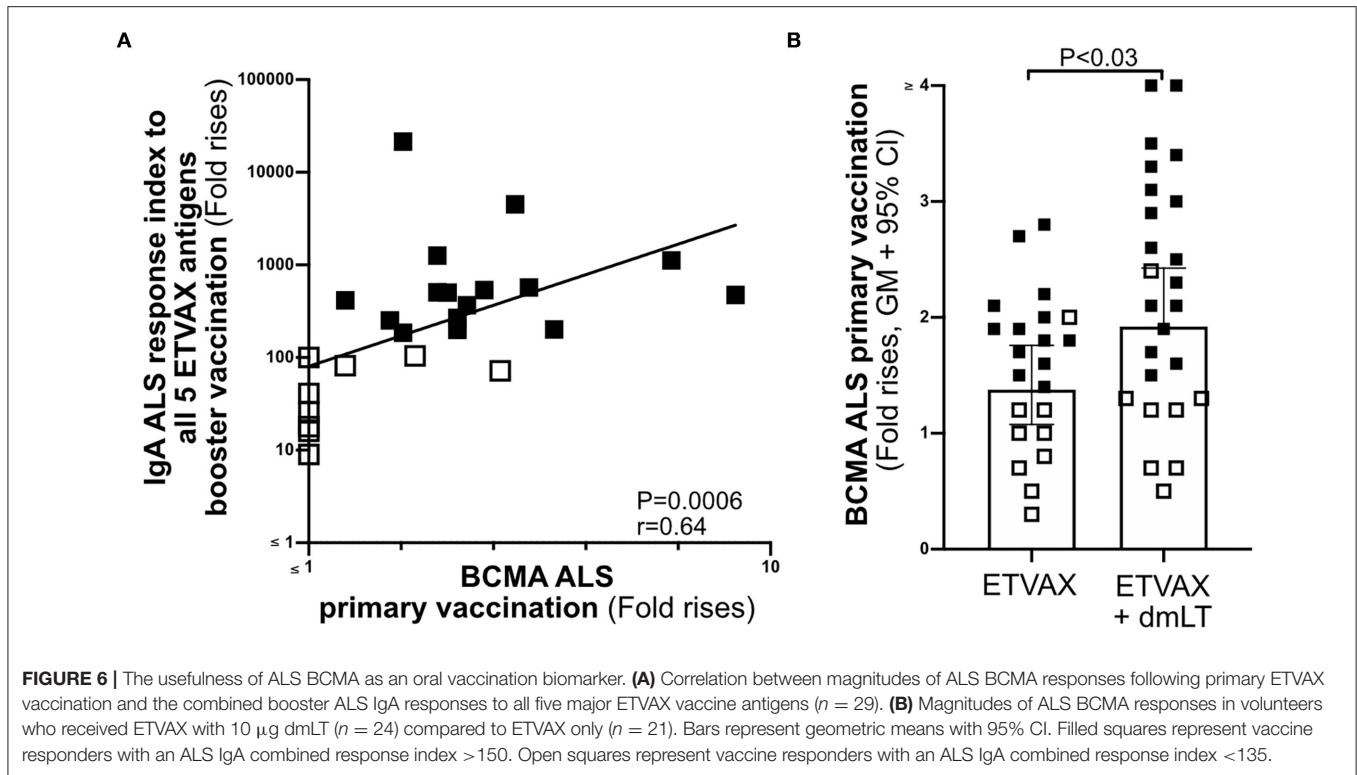 A
IgA ALS response index to
all 5 ETVAX antigens
booster vaccination (Fold rises)
100000
10000
1000
100
10
≤ 1
P=0.0006
r=0.64
≤ 1
10
BCMA ALS
primary vaccination (Fold rises)
B
P<0.03
BCMA ALS primary vaccination
(Fold rises, GM + 95% CI)
≥ 4
3
2
1
0
ETVAX
ETVAX
+ dmLT
FIGURE 6 | The usefulness of ALS BCMA as an oral vaccination biomarker. (A) Correlation between magnitudes of ALS BCMA responses following primary ETVAX
vaccination and the combined booster ALS IgA responses to all five major ETVAX vaccine antigens (n = 29). (B) Magnitudes of ALS BCMA responses in volunteers
who received ETVAX with 10 μg dmLT (n = 24) compared to ETVAX only (n = 21). Bars represent geometric means with 95% CI. Filled squares represent vaccine
responders with an ALS IgA combined response index >150. Open squares represent vaccine responders with an ALS IgA combined response index <135.